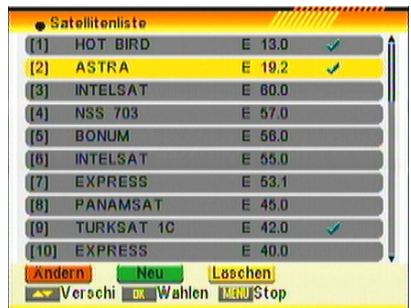 Satellitenliste
[1] HOT BIRD E 13.0
[2] ASTRA E 19.2
[3] INTELSAT E 60.0
[4] NSS 703 E 57.0
[5] BONUM E 56.0
[6] INTELSAT E 55.0
[7] EXPRESS E 53.1
[8] PANAMSAT E 45.0
[9] TURKSAT 1C E 42.0
[10] EXPRESS E 40.0
Ändern Neu Löschen
Verschi OK Wahlen MENU Stop